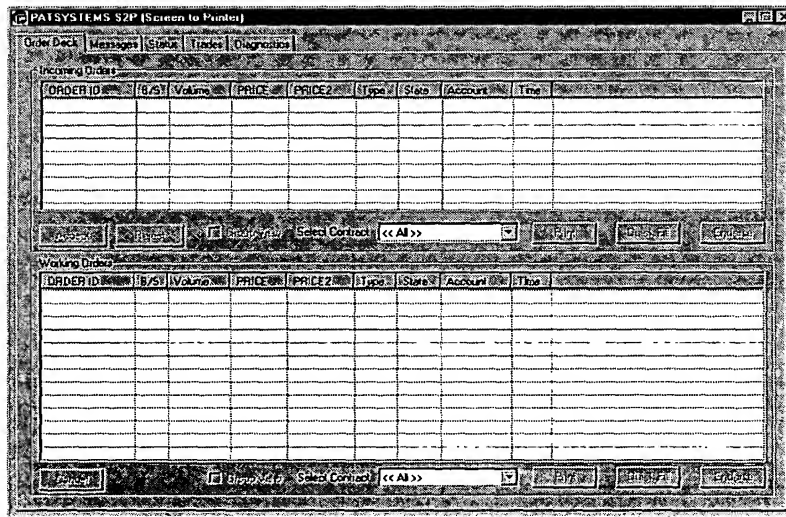 PATSYSTEMS S2P (Screen to Printer)
Order Deck Messages Status Trades Diagnostics
Incoming Orders
ORDER ID B/S Volume PRICE PRICE2 Type State Account Time
Select Contract << All >>
Working Orders
ORDER ID B/S Volume PRICE PRICE2 Type State Account Time
Cancel Select Contract << All >>